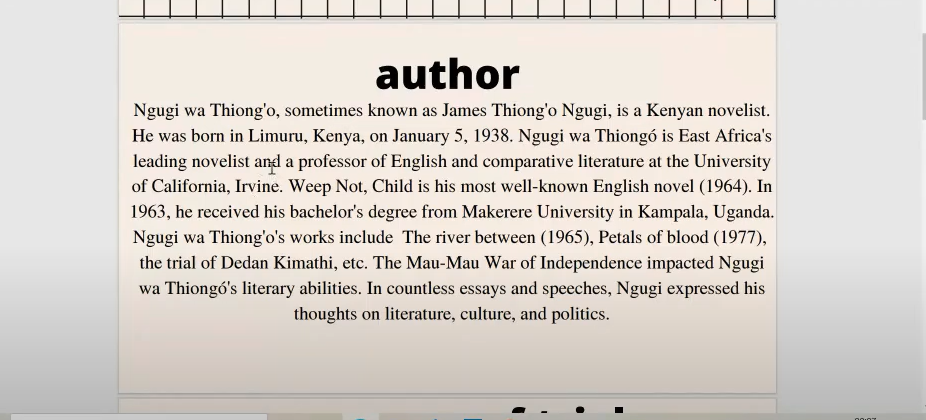 author
Ngugi wa Thiong'o, sometimes known as James Thiong'o Ngugi, is a Kenyan novelist.
He was born in Limuru, Kenya, on January 5, 1938. Ngugi wa Thiongó is East Africa's
leading novelist and a professor of English and comparative literature at the University
of California, Irvine. Weep Not, Child is his most well-known English novel (1964). In
1963, he received his bachelor's degree from Makerere University in Kampala, Uganda.
Ngugi wa Thiong'o's works include The river between (1965), Petals of blood (1977),
the trial of Dedan Kimathi, etc. The Mau-Mau War of Independence impacted Ngugi
wa Thiongó's literary abilities. In countless essays and speeches, Ngugi expressed his
thoughts on literature, culture, and politics.